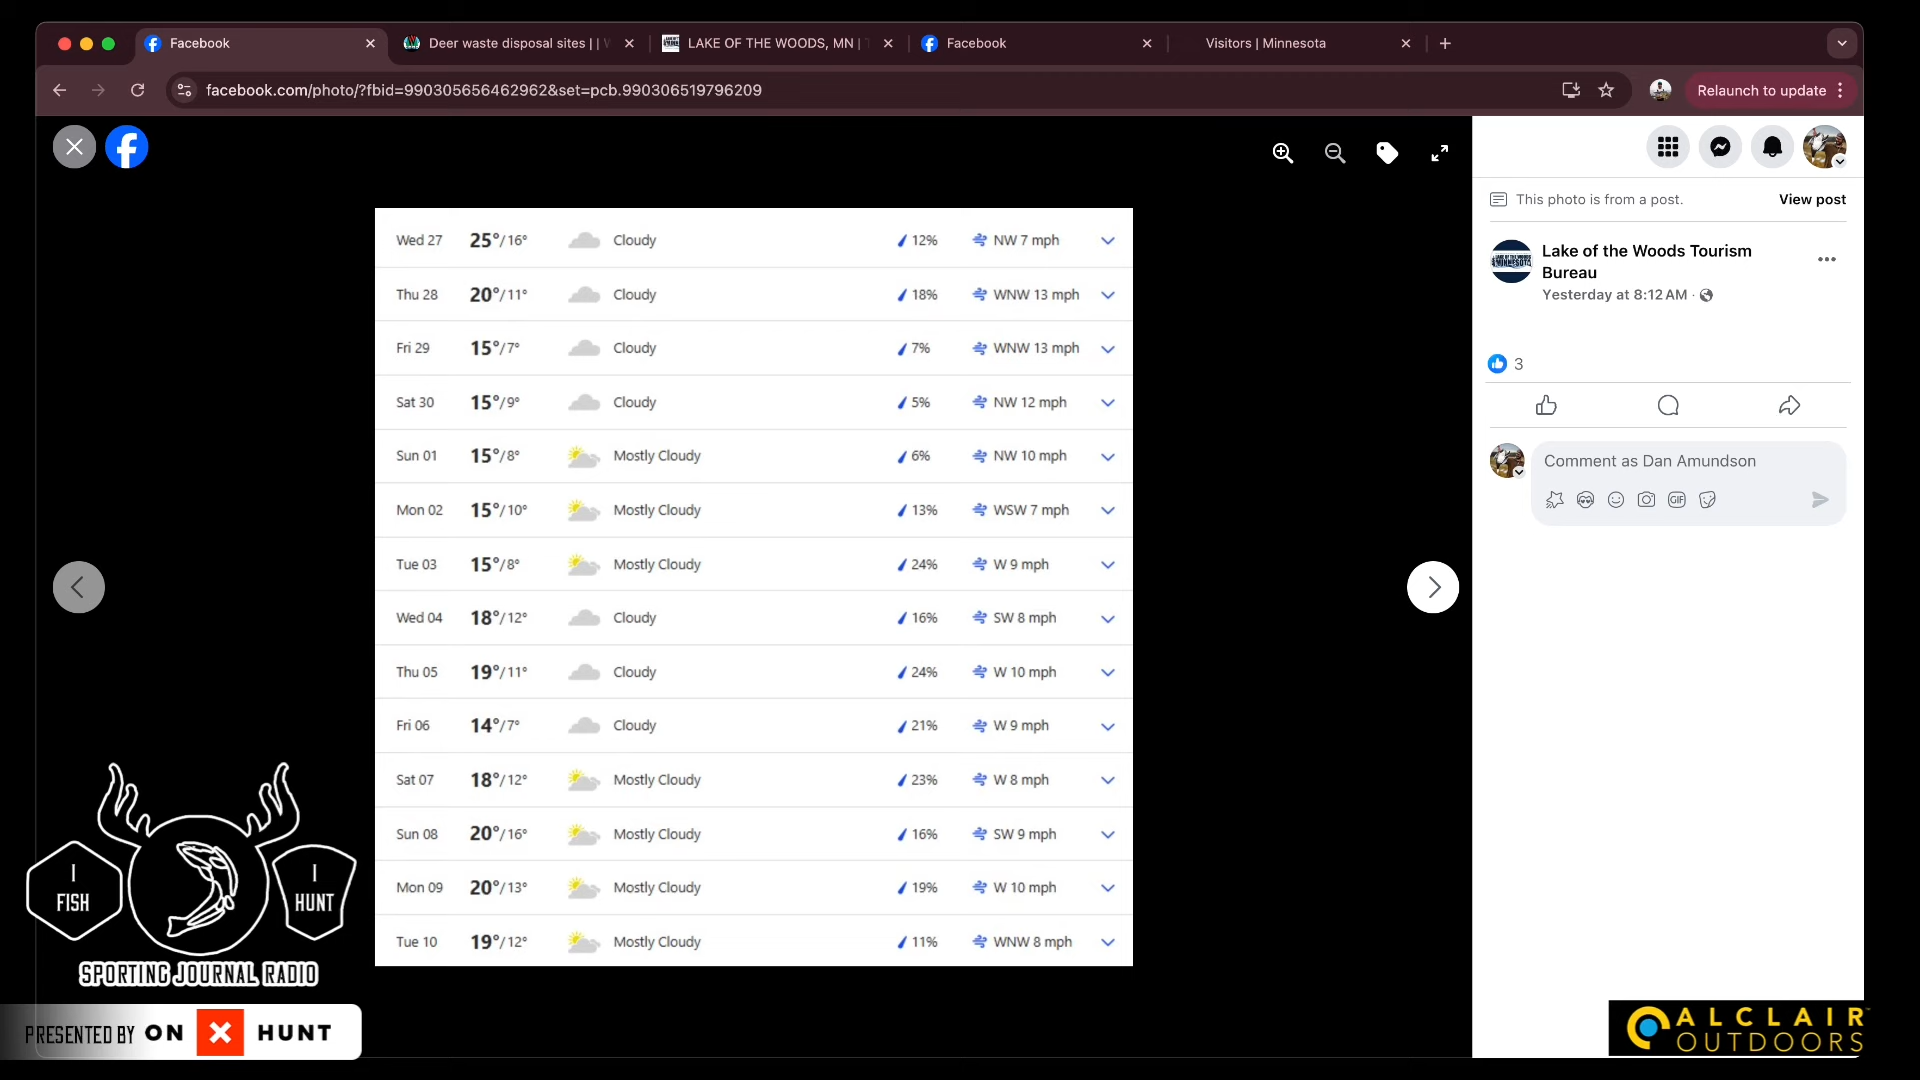 Facebook
Deer waste disposal sites | | W
LAKE OF THE WOODS, MN | T
Facebook
Visitors | Minnesota
facebook.com/photo/?fbid=990305656462962&set=pcb.990306519796209
Relaunch to update
This photo is from a post.
View post
Lake of the Woods Tourism
Bureau
Yesterday at 8:12 AM ·
3
Comment as Dan Amundson
GIF
Wed 27 25°/16° Cloudy 12% NW 7 mph
Thu 28 20°/11° Cloudy 18% WNW 13 mph
Fri 29 15°/7° Cloudy 7% WNW 13 mph
Sat 30 15°/9° Cloudy 5% NW 12 mph
Sun 01 15°/8° Mostly Cloudy 6% NW 10 mph
Mon 02 15°/10° Mostly Cloudy 13% WSW 7 mph
Tue 03 15°/8° Mostly Cloudy 24% W 9 mph
Wed 04 18°/12° Cloudy 16% SW 8 mph
Thu 05 19°/11° Cloudy 24% W 10 mph
Fri 06 14°/7° Cloudy 21% W 9 mph
Sat 07 18°/12° Mostly Cloudy 23% W 8 mph
Sun 08 20°/16° Mostly Cloudy 16% SW 9 mph
Mon 09 20°/13° Mostly Cloudy 19% W 10 mph
Tue 10 19°/12° Mostly Cloudy 11% WNW 8 mph
I FISH
I HUNT
SPORTING JOURNAL RADIO
PRESENTED BY ON X HUNT
ALCLAIR
OUTDOORS